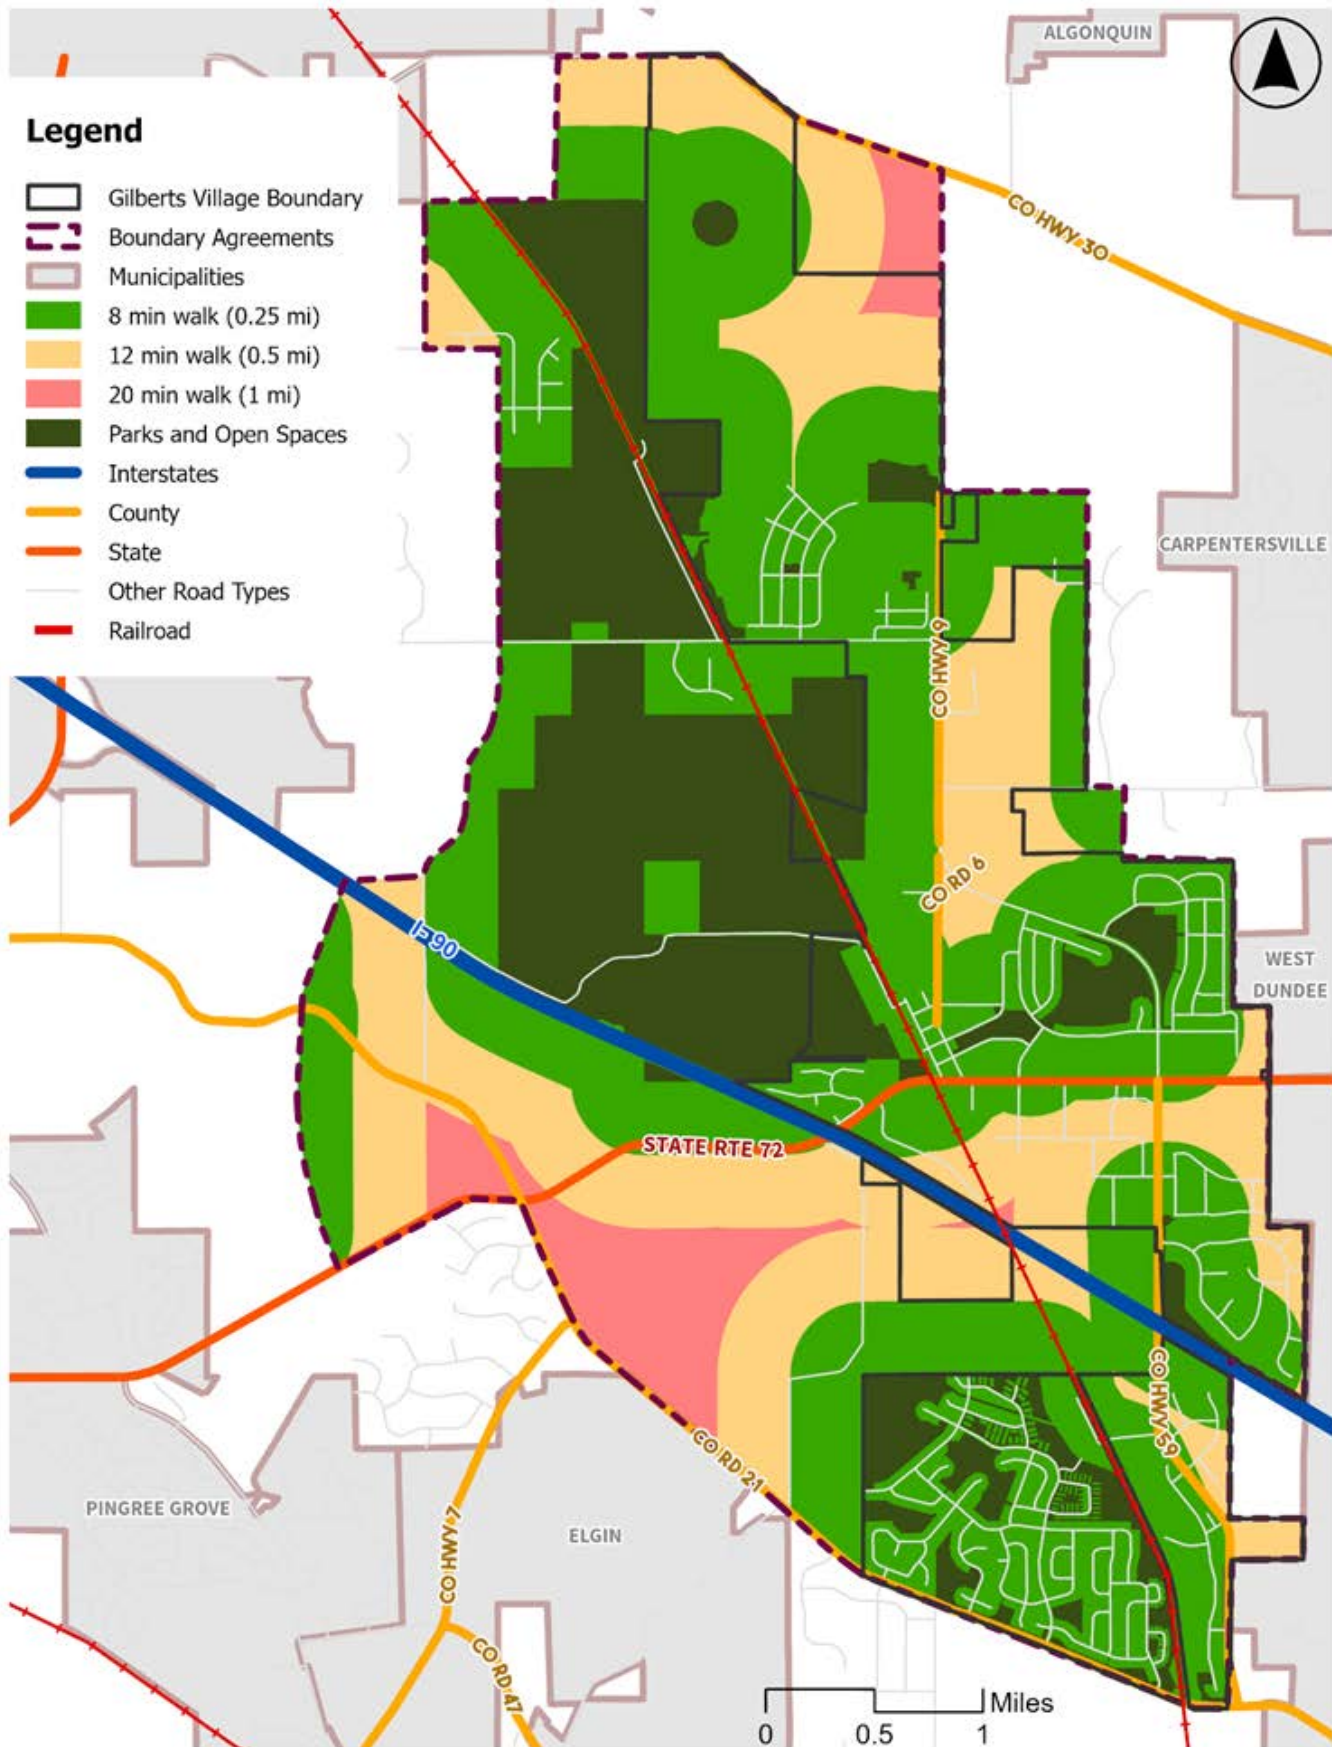 ALGONQUIN
Legend
Gilberts Village Boundary
Boundary Agreements
Municipalities
8 min walk (0.25 mi)
12 min walk (0.5 mi)
20 min walk (1 mi)
Parks and Open Spaces
Interstates
County
State
Other Road Types
Railroad
CO HWY 30
CARPENTERSVILLE
CO HWY 9
CO RD 6
I-90
WEST
DUNDEE
STATE RTE 72
CO HWY 59
CO RD 21
PINGREE GROVE
ELGIN
CO HWY 7
CO RD 47
Miles
0 0.5 1